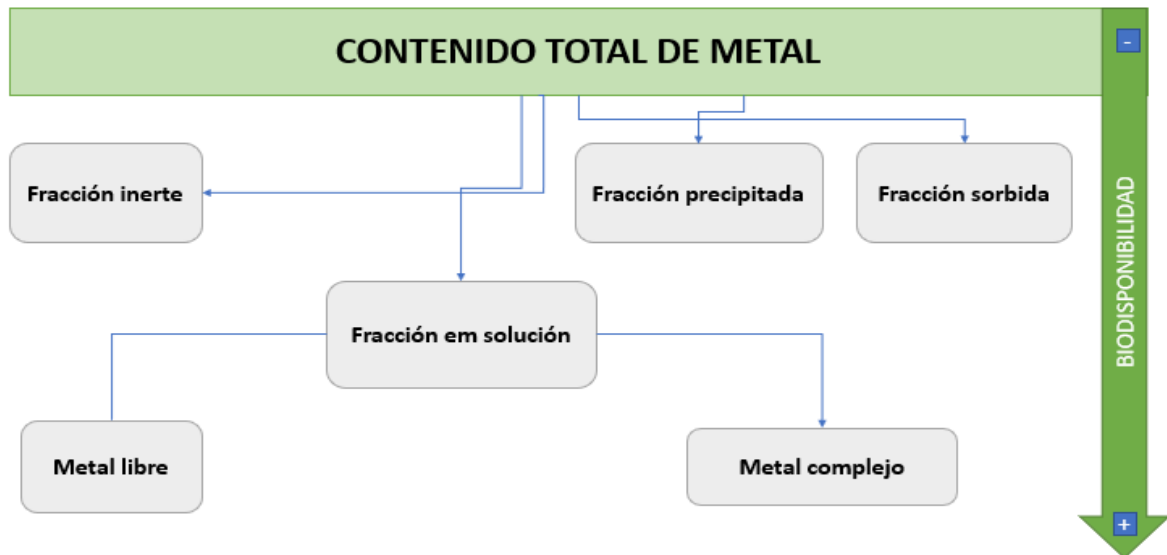 CONTENIDO TOTAL DE METAL
-
Fracción inerte
Fracción precipitada
Fracción sorbida
BIODISPONIBILIDAD
Fracción em solución
Metal libre
Metal complejo
+